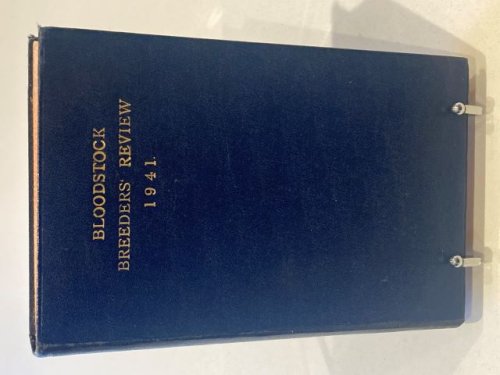 BLOODSTOCK
BREEDERS' REVIEW
1941.